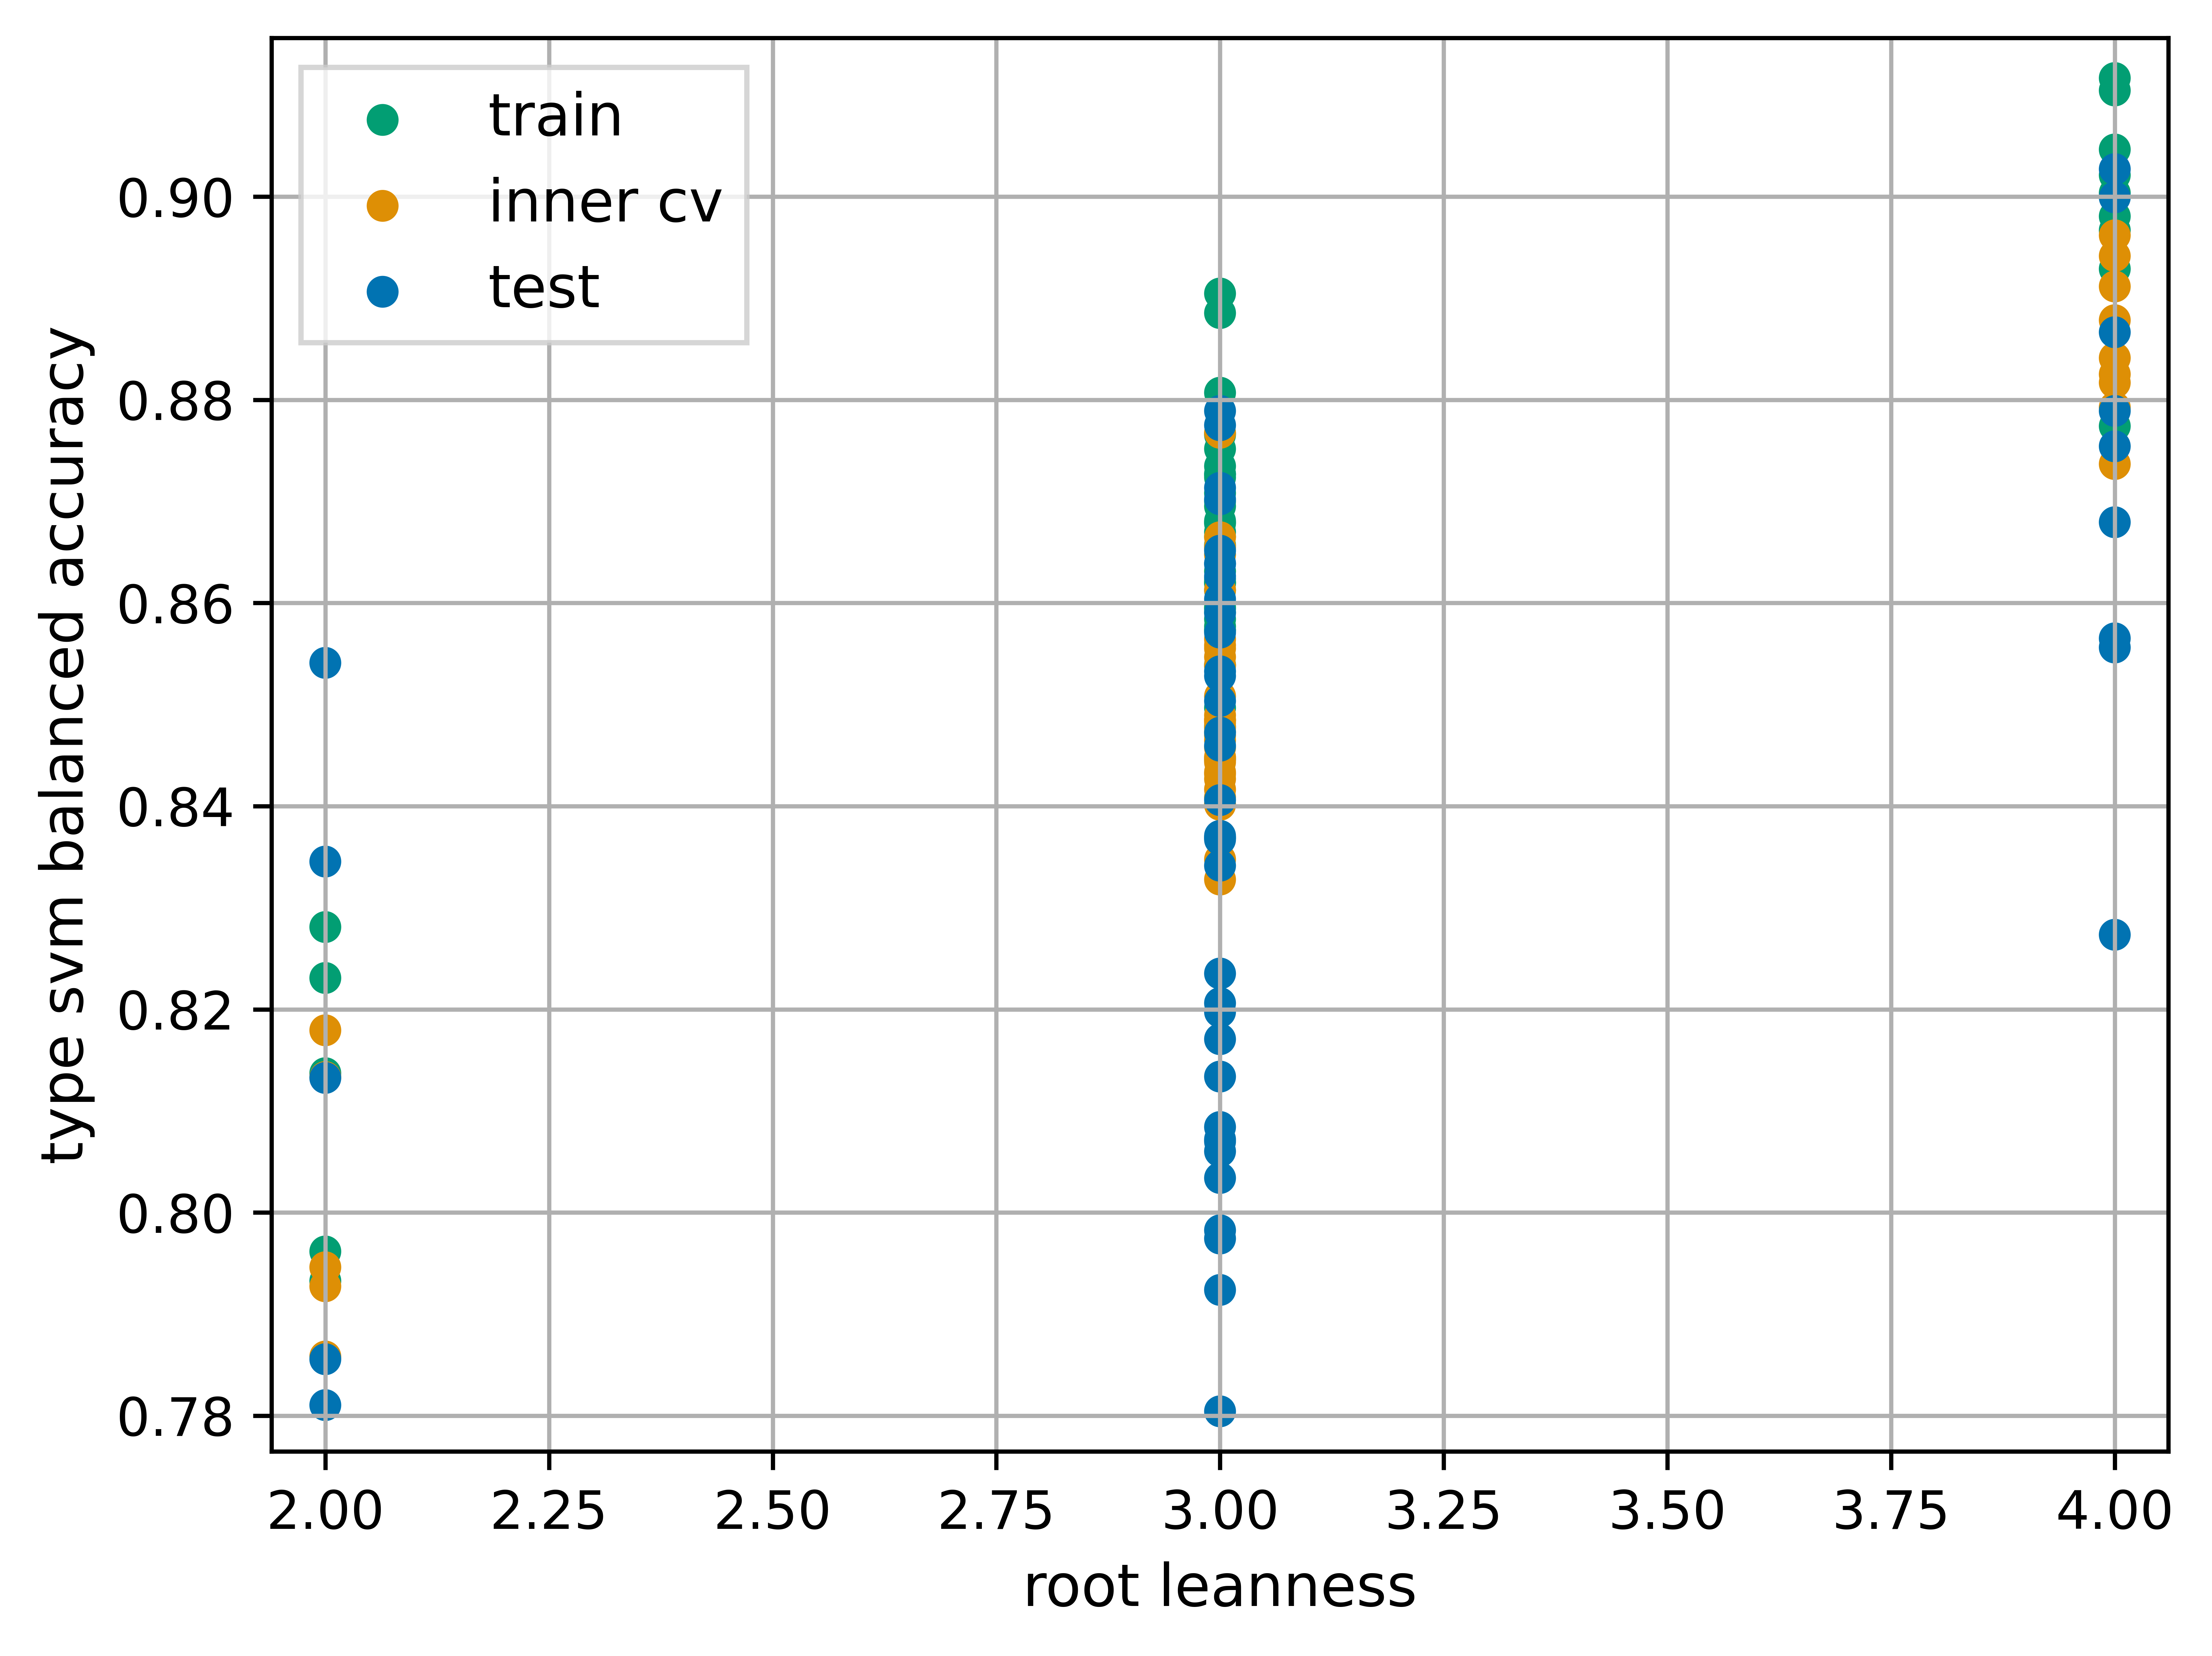 train
inner cv
test
type svm balanced accuracy
0.90
0.88
0.86
0.84
0.82
0.80
0.78
2.00 2.25 2.50 2.75 3.00 3.25 3.50 3.75 4.00
root leanness